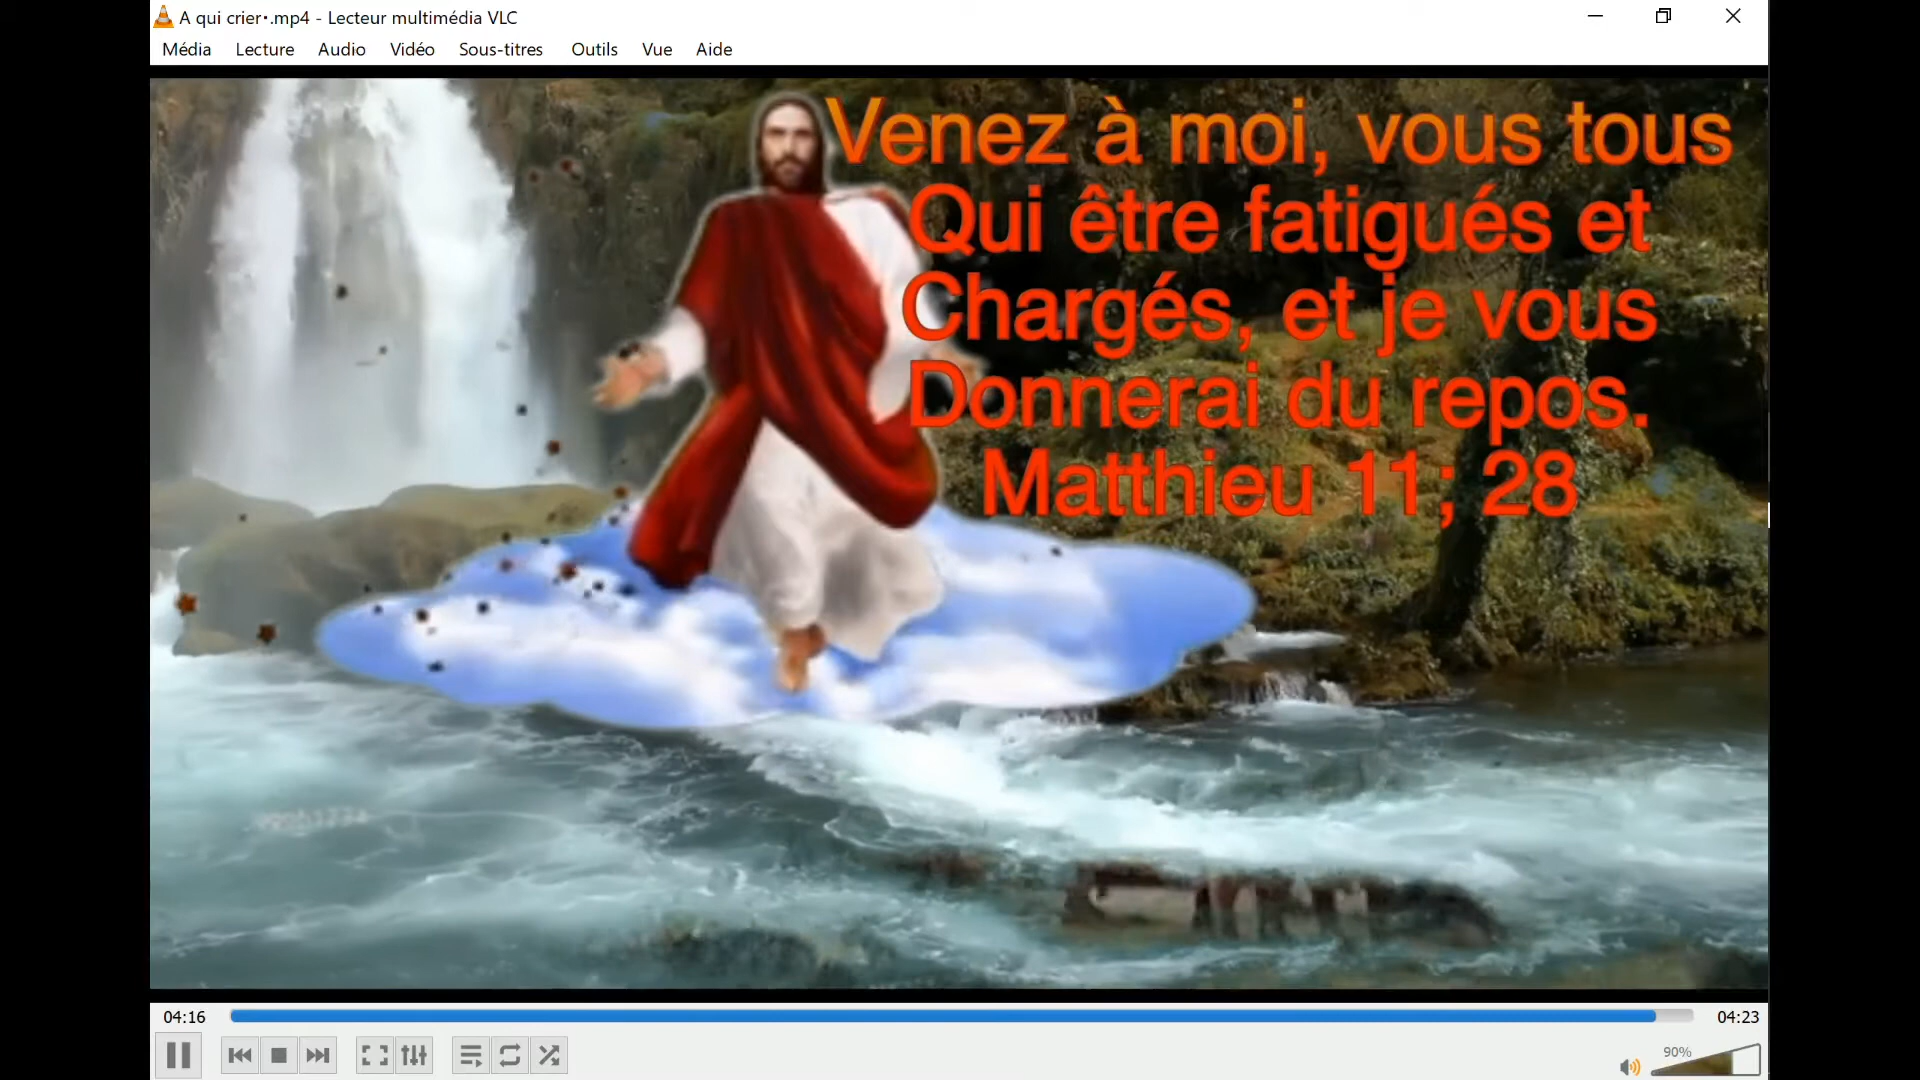 A qui crier•.mp4 - Lecteur multimédia VLC
Média Lecture Audio Vidéo Sous-titres Outils Vue Aide
Venez à moi, vous tous
Qui être fatigués et
Chargés, et je vous
Donnerai du repos.
Matthieu 11; 28
04:16
04:23
90%